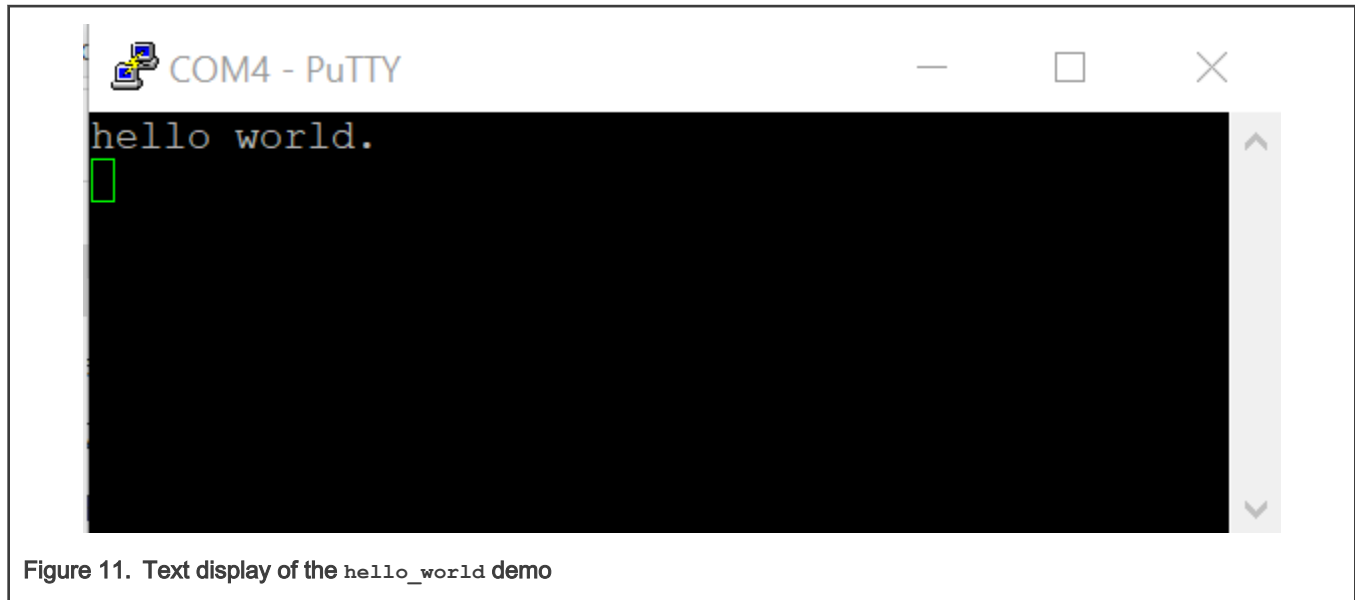 COM4 - PuTTY
hello world.
Figure 11. Text display of the hello_world demo